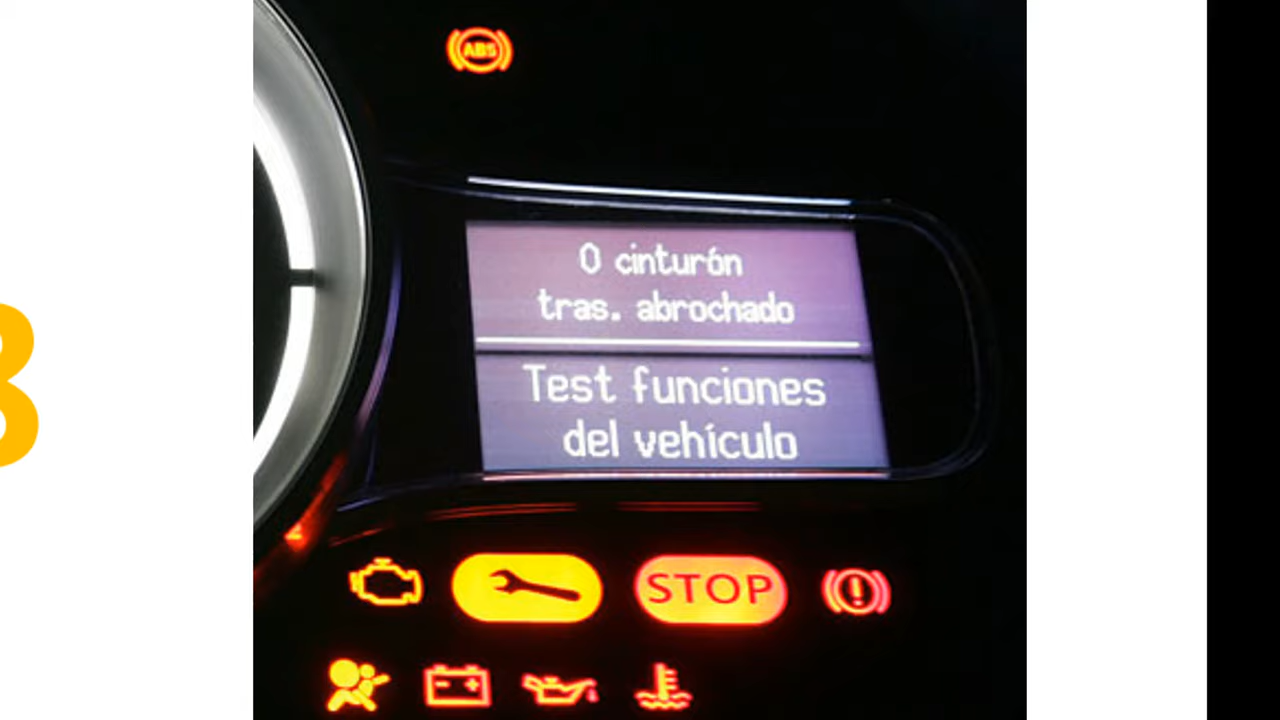 ABS
0 cinturón
tras. abrochado
Test funciones
del vehículo
STOP